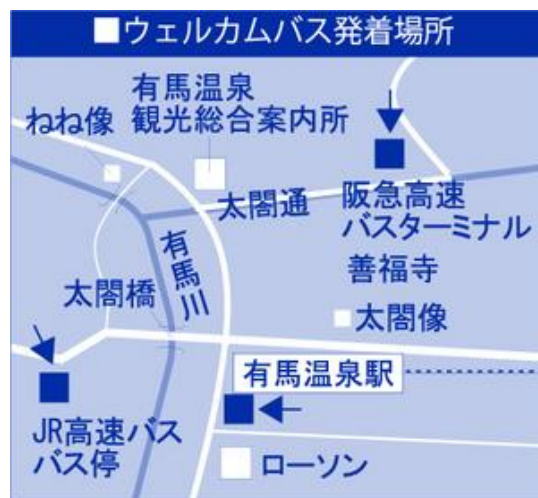 ■ウェルカムバス発着場所
有馬温泉
観光総合案内所
ねね像
太閤通
阪急高速
バスターミナル
有馬川
善福寺
太閤橋
太閤像
有馬温泉駅
JR高速バス
バス停
ローソン